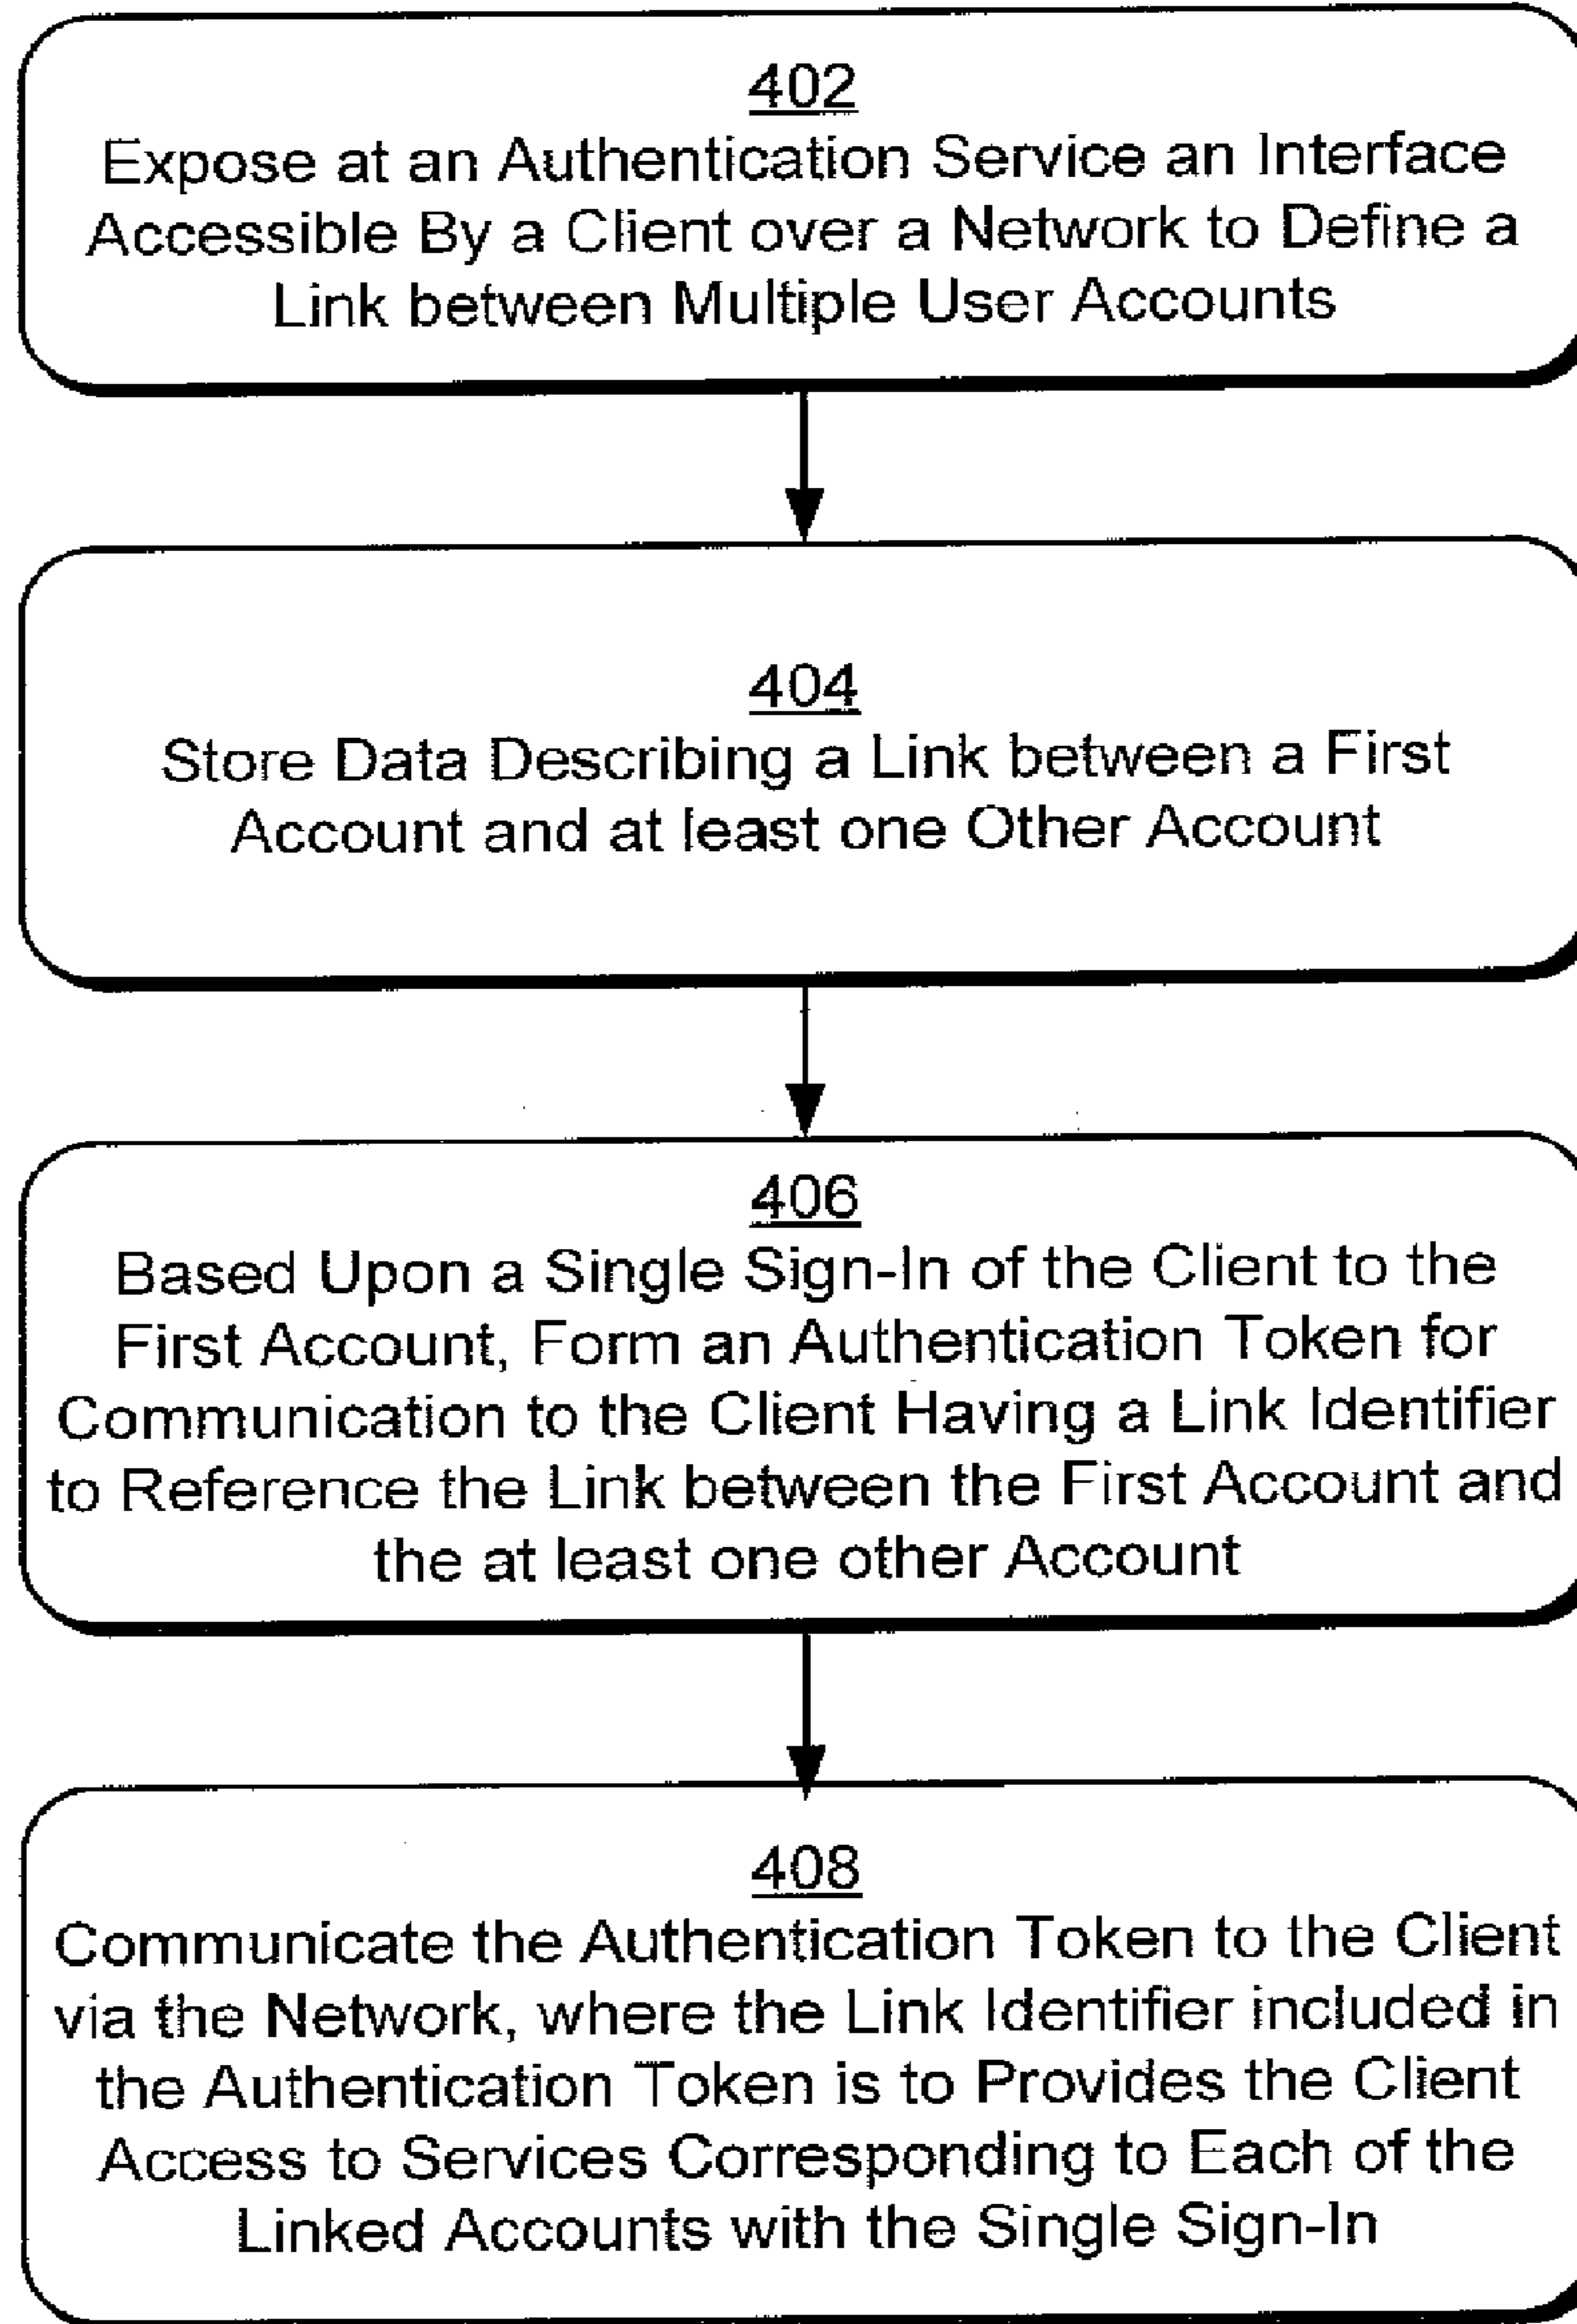 402
Expose at an Authentication Service an Interface
Accessible By a Client over a Network to Define a
Link between Multiple User Accounts
404
Store Data Describing a Link between a First
Account and at least one Other Account
406
Based Upon a Single Sign-In of the Client to the
First Account, Form an Authentication Token for
Communication to the Client Having a Link Identifier
to Reference the Link between the First Account and
the at least one other Account
408
Communicate the Authentication Token to the Client
via the Network, where the Link Identifier included in
the Authentication Token is to Provides the Client
Access to Services Corresponding to Each of the
Linked Accounts with the Single Sign-In